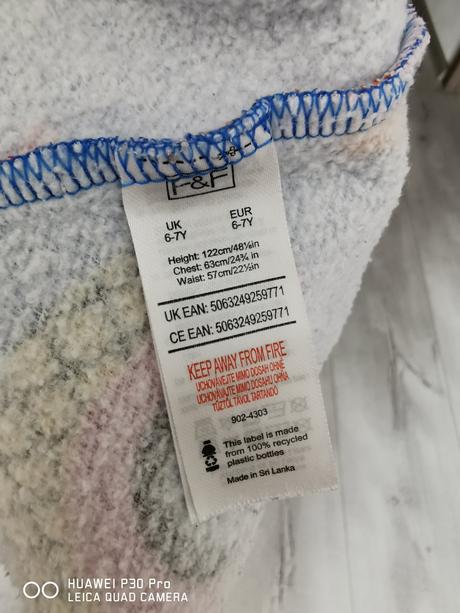 F&F
UK EUR
6-7Y 6-7Y
Height: 122cm/48⅛in
Chest: 63cm/24¾ in
Waist: 57cm/22½in
UK EAN: 5063249259771
CE EAN: 5063249259771
KEEP AWAY FROM FIRE
UCHOVÁVEJTE MIMO DOSAH OHNĚ
UCHOVÁVAJTE MIMO DOSAHU OHŇA
TŰZTŐL TÁVOL TARTANDÓ
902-4303
This label is made
from 100% recycled
plastic bottles
Made in Sri Lanka
HUAWEI P30 Pro
LEICA QUAD CAMERA